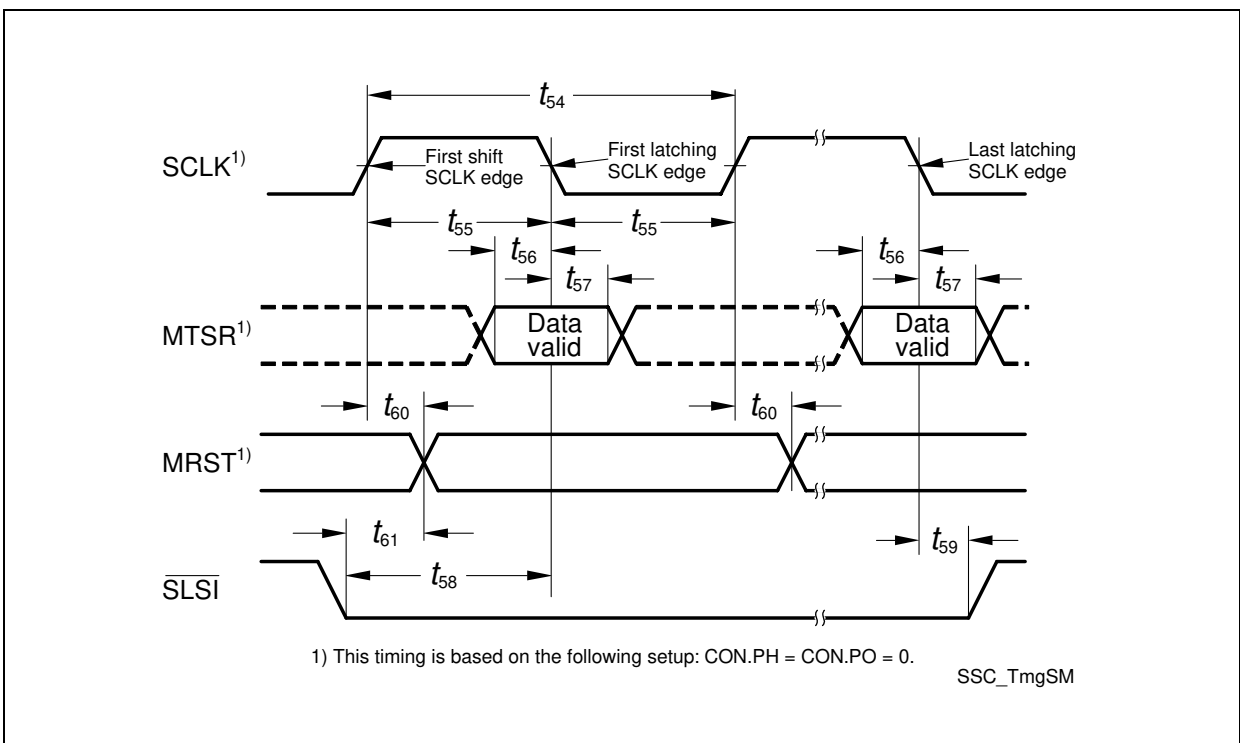 t54
SCLK1)
First shift
SCLK edge
First latching
SCLK edge
Last latching
SCLK edge
t55
t55
t56
t57
t56
t57
MTSR1)
Data
valid
Data
valid
t60
t60
MRST1)
t61
t59
t58
SLSI
1) This timing is based on the following setup: CON.PH = CON.PO = 0.
SSC_TmgSM